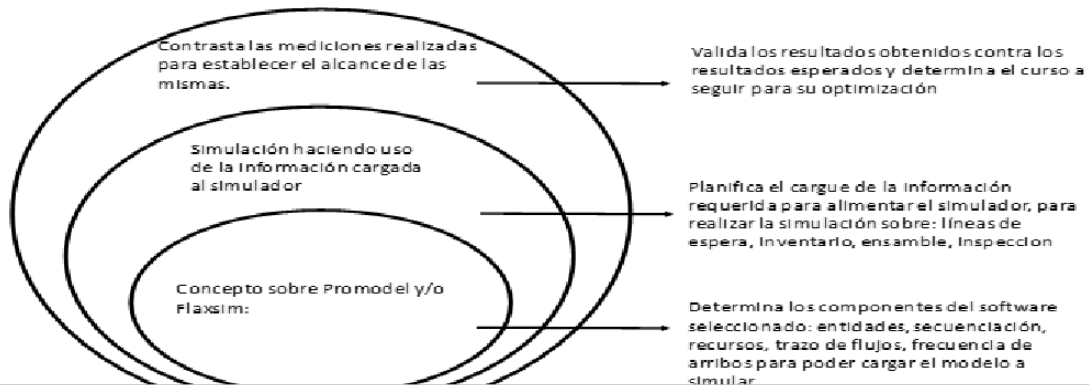 Contrasta las mediciones realizadas
para establecer el alcance de las
mismas.
Valida los resultados obtenidos contra los
resultados esperados y determina el curso a
seguir para su optimización
Simulación haciendo uso
de la información cargada
al simulador
Planifica el cargue de la información
requerida para alimentar el simulador, para
realizar la simulación sobre: líneas de
espera, inventario, ensamble, inspeccion
Concepto sobre Promodel y/o
Flaxsim:
Determina los componentes del software
seleccionado: entidades, secuenciación,
recursos, trazo de flujos, frecuencia de
arribos para poder cargar el modelo a
simular